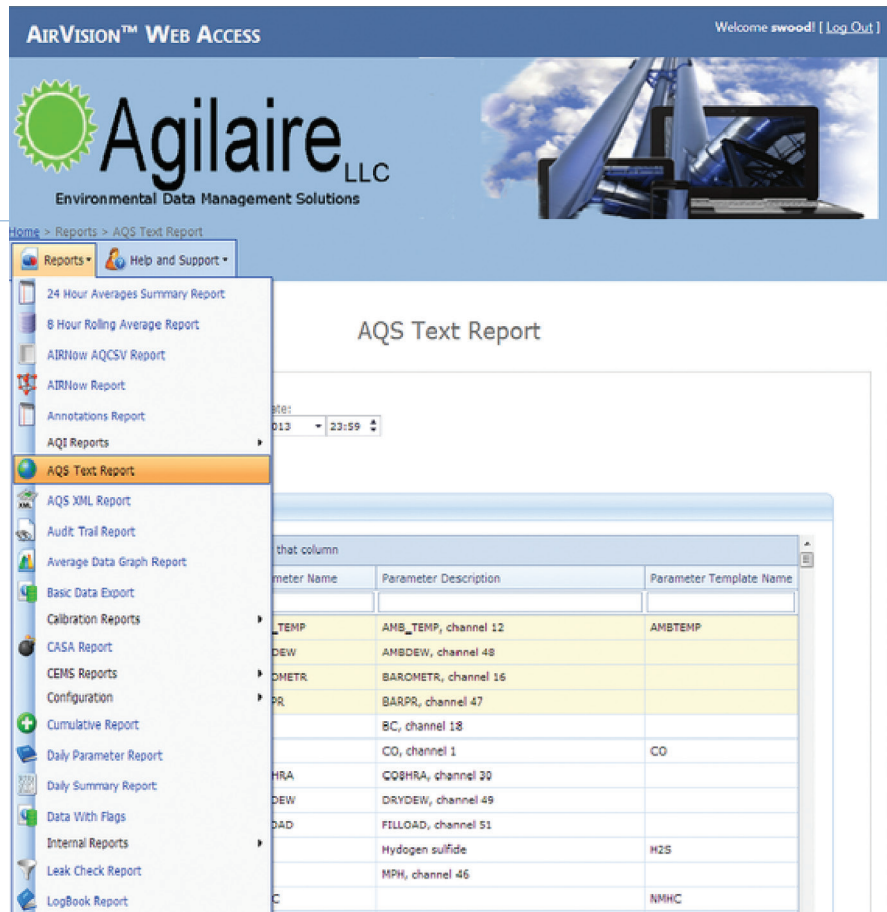 AIRVISION™ WEB ACCESS
Welcome swood! [ Log Out ]
Agilaire LLC
Environmental Data Management Solutions
Home > Reports > AQS Text Report
Reports
Help and Support
24 Hour Averages Summary Report
8 Hour Rolling Average Report
AIRNow AQCSV Report
AIRNow Report
Annotations Report
AQI Reports
AQS Text Report
AQS XML Report
Audit Trail Report
Average Data Graph Report
Basic Data Export
Calibration Reports
CASA Report
CEMS Reports
Configuration
Cumulative Report
Daily Parameter Report
Daily Summary Report
Data With Flags
Internal Reports
Leak Check Report
LogBook Report
AQS Text Report
ate:
013 23:59
that column
meter Name Parameter Description Parameter Template Name
_TEMP AMB_TEMP, channel 12 AMBTEMP
DEW AMBDEW, channel 48
OMETR BAROMETR, channel 16
PR BARPR, channel 47
BC, channel 18
CO, channel 1 CO
HRA CO8HRA, channel 30
DEW DRYDEW, channel 49
OAD FILLOAD, channel 51
Hydogen sulfide H2S
MPH, channel 46
C NMHC